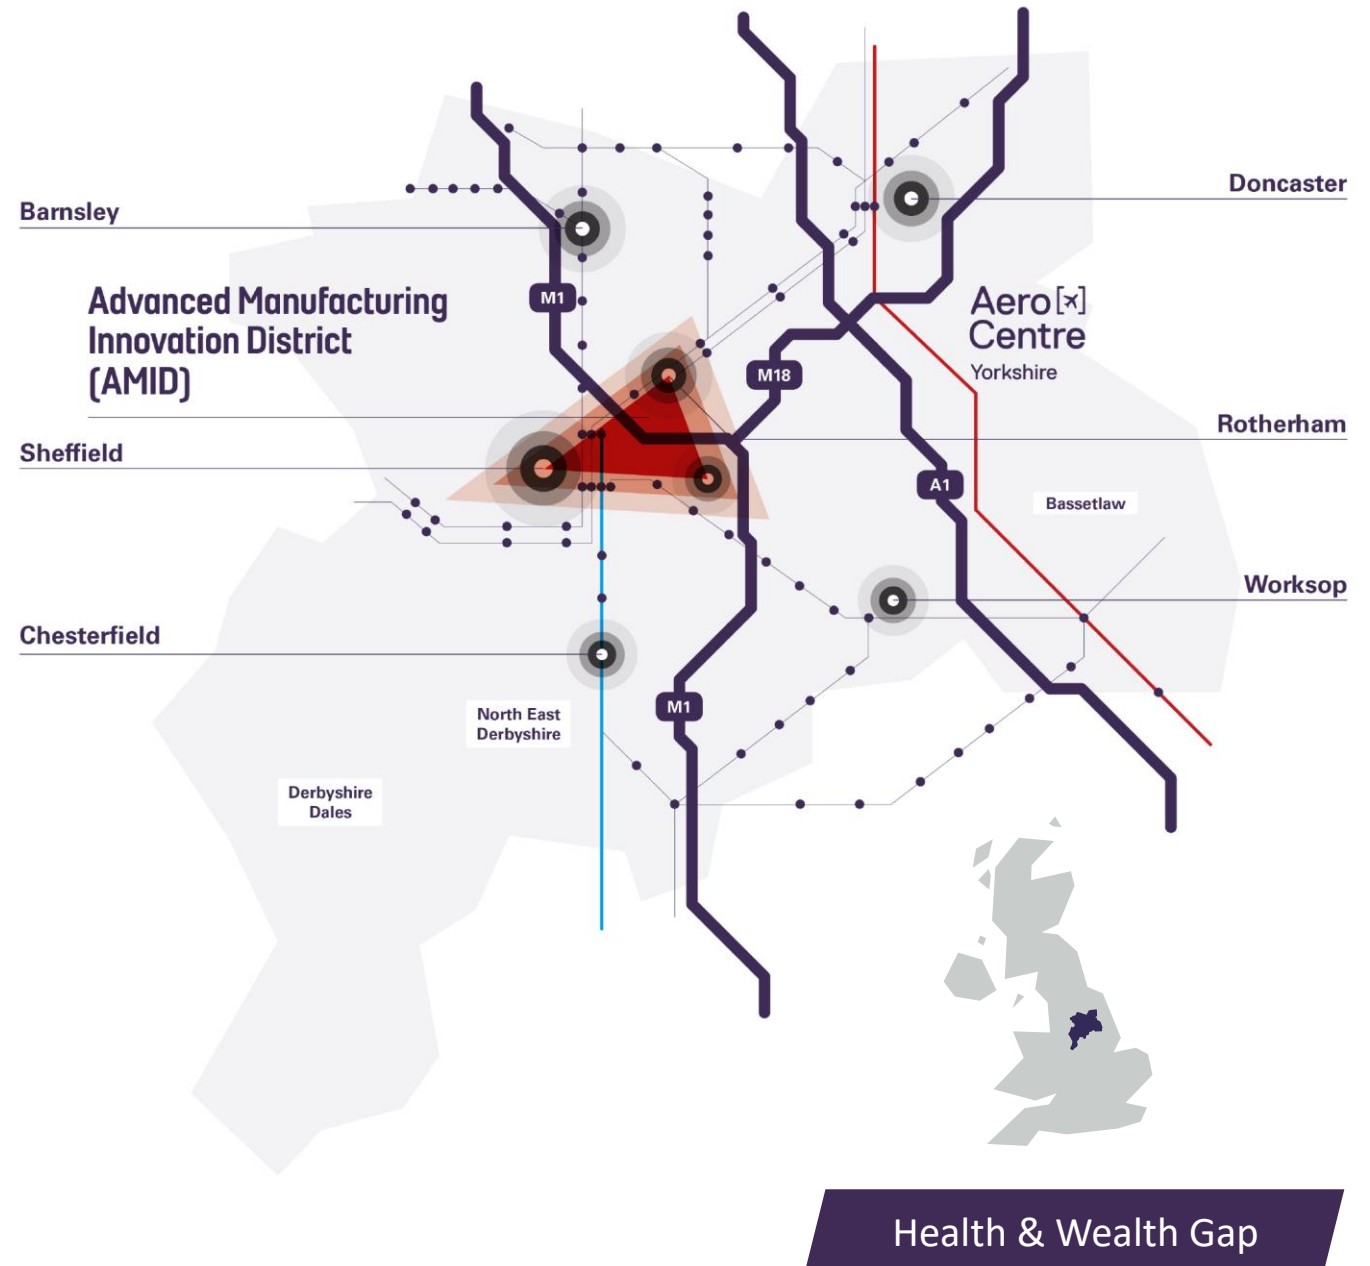 Doncaster
Barnsley
Advanced Manufacturing
Innovation District
(AMID)
M1
Aero[✈]
Centre
Yorkshire
M18
Rotherham
Sheffield
A1
Bassetlaw
Worksop
Chesterfield
M1
North East
Derbyshire
Derbyshire
Dales
Health & Wealth Gap